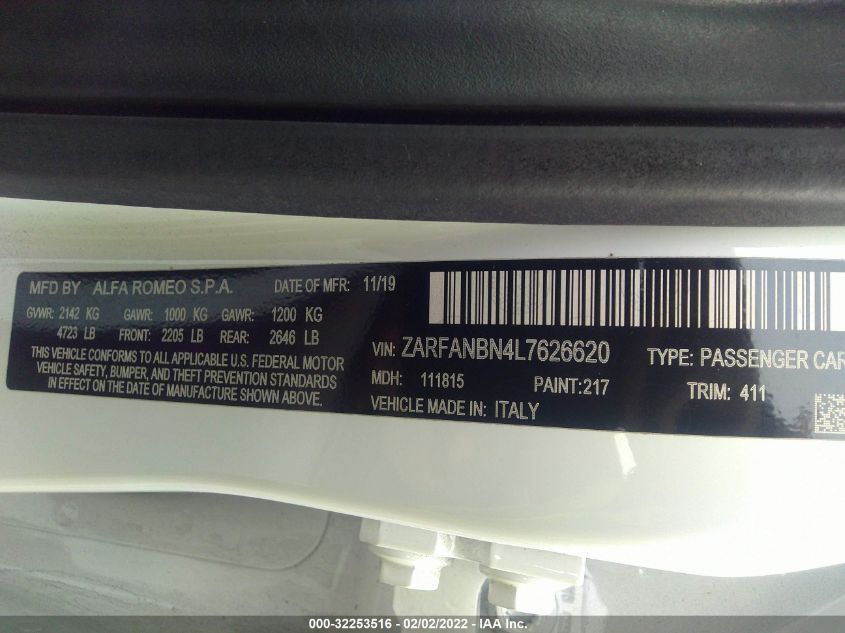 MFD BY ALFA ROMEO S.P.A. DATE OF MFR: 11/19
GVWR: 2142 KG GAWR: 1000 KG GAWR: 1200 KG
4723 LB FRONT: 2205 LB REAR: 2646 LB
THIS VEHICLE CONFORMS TO ALL U.S. FEDERAL MOTOR
VEHICLE SAFETY, BUMPER, AND THEFT PREVENTION STANDARDS
IN EFFECT ON THE DATE OF MANUFACTURE SHOWN ABOVE.
VIN: ZARFANBN4L7626620 TYPE: PASSENGER CAR
MDH: 111815 PAINT:217 TRIM: 411
VEHICLE MADE IN: ITALY
000-32253516 - 02/02/2022 - IAA Inc.